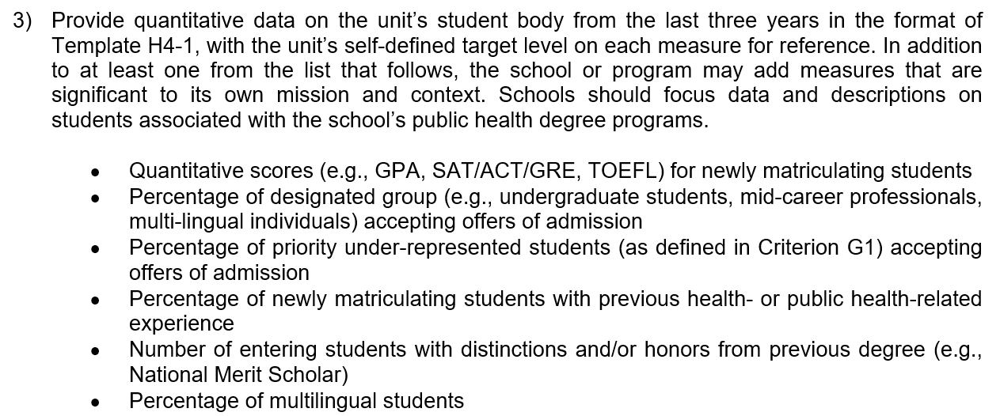 3) Provide quantitative data on the unit's student body from the last three years in the format of
Template H4-1, with the unit's self-defined target level on each measure for reference. In addition
to at least one from the list that follows, the school or program may add measures that are
significant to its own mission and context. Schools should focus data and descriptions on
students associated with the school's public health degree programs.
• Quantitative scores (e.g., GPA, SAT/ACT/GRE, TOEFL) for newly matriculating students
• Percentage of designated group (e.g., undergraduate students, mid-career professionals,
multi-lingual individuals) accepting offers of admission
• Percentage of priority under-represented students (as defined in Criterion G1) accepting
offers of admission
• Percentage of newly matriculating students with previous health- or public health-related
experience
• Number of entering students with distinctions and/or honors from previous degree (e.g.,
National Merit Scholar)
• Percentage of multilingual students